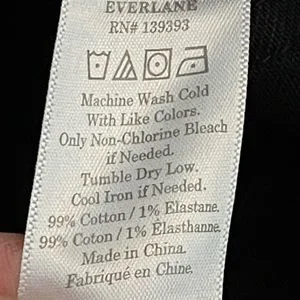 EVERLANE
RN# 139393
Machine Wash Cold
With Like Colors.
Only Non-Chlorine Bleach
if Needed.
Tumble Dry Low.
Cool Iron if Needed.
99% Cotton / 1% Elastane.
99% Coton / 1% Élasthanne.
Made in China.
Fabriqué en Chine.